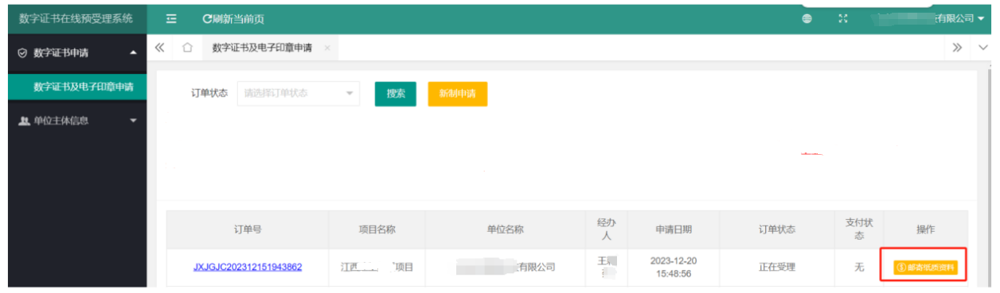 数字证书在线预受理系统
刷新当前页
有限公司
数字证书申请
数字证书及电子印章申请
数字证书及电子印章申请
单位主体信息
订单状态
请选择订单状态
搜索
新制申请
订单号
项目名称
单位名称
经办人
申请日期
订单状态
支付状态
操作
JXJGJC202312151943862
江西
项目
有限公司
王
2023-12-20
15:48:56
正在受理
无
① 邮寄纸质资料